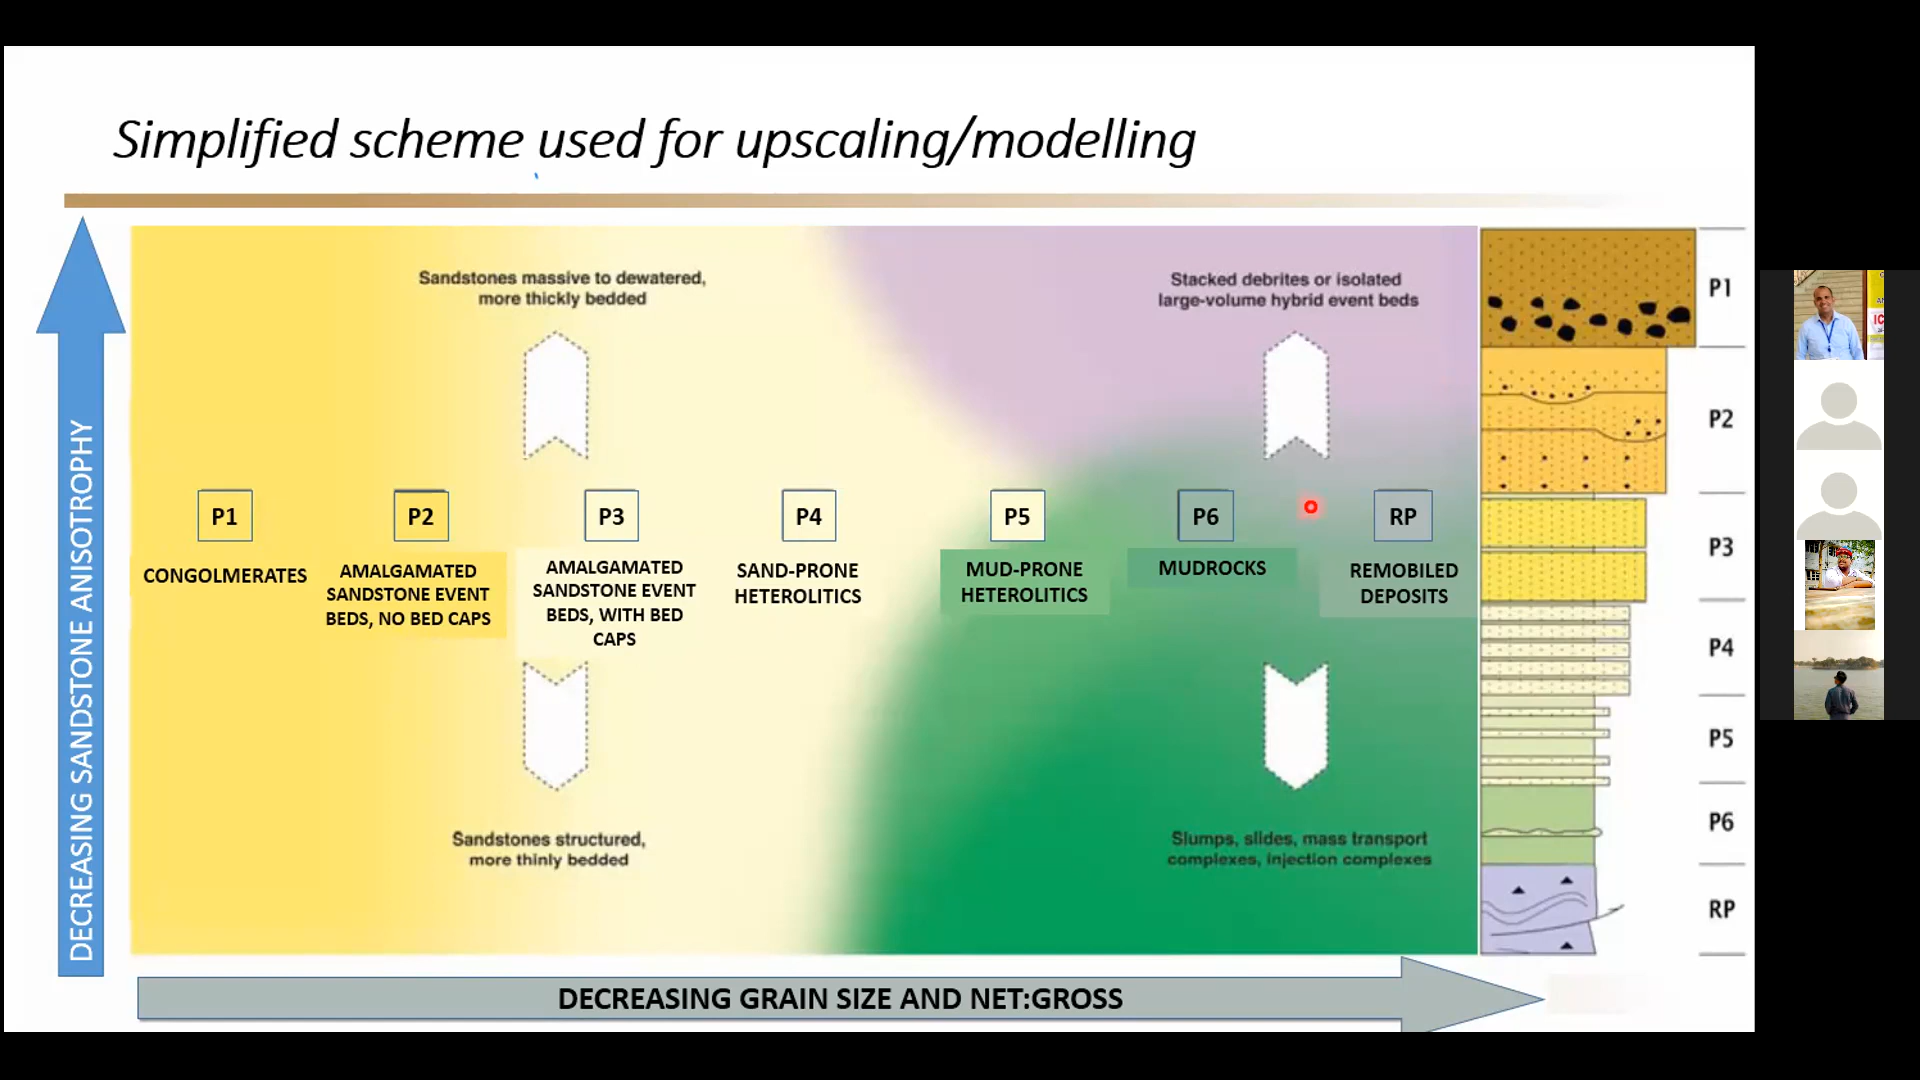 Simplified scheme used for upscaling/modelling
DECREASING SANDSTONE ANISOTROPHY
Sandstones massive to dewatered,
more thickly bedded
Stacked debrites or isolated
large-volume hybrid event beds
P1
P2
P3
P4
P5
P6
RP
CONGOLMERATES
AMALGAMATED
SANDSTONE EVENT
BEDS, NO BED CAPS
AMALGAMATED
SANDSTONE EVENT
BEDS, WITH BED
CAPS
SAND-PRONE
HETEROLITICS
MUD-PRONE
HETEROLITICS
MUDROCKS
REMOBILED
DEPOSITS
Sandstones structured,
more thinly bedded
Slumps, slides, mass transport
complexes, injection complexes
P1
P2
P3
P4
P5
P6
RP
DECREASING GRAIN SIZE AND NET:GROSS
IC